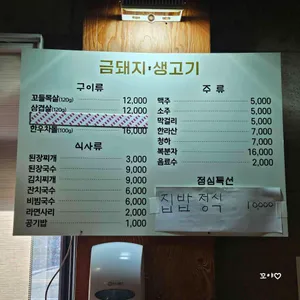 금돼지·생고기
구이류
꼬들목살(120g) 12,000
삼겹살(120g) 12,000
한우차돌(100g) 16,000
식사류
된장찌개 3,000
된장국수 9,000
김치찌개 9,000
잔치국수 6,000
비빔국수 6,000
라면사리 2,000
공기밥 1,000
주류
맥주 5,000
소주 5,000
막걸리 5,000
한라산 7,000
청하 7,000
복분자 16,000
음료수 2,000
점심특선
집밥 정식 10000
꼬야♡